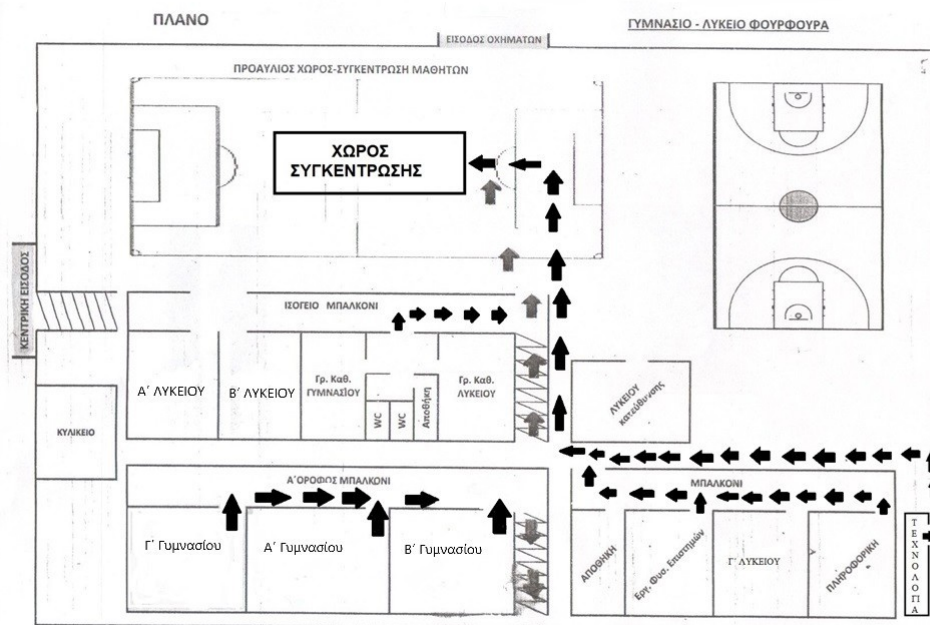 ΠΛΑΝΟ
ΓΥΜΝΑΣΙΟ - ΛΥΚΕΙΟ ΦΟΥΡΦΟΥΡΑ
ΕΙΣΟΔΟΣ ΟΧΗΜΑΤΩΝ
ΠΡΟΑΥΛΙΟΣ ΧΩΡΟΣ-ΣΥΓΚΕΝΤΡΩΣΗ ΜΑΘΗΤΩΝ
ΧΩΡΟΣ
ΣΥΓΚΕΝΤΡΩΣΗΣ
ΚΕΝΤΡΙΚΗ ΕΙΣΟΔΟΣ
ΙΣΟΓΕΙΟ ΜΠΑΛΚΟΝΙ
Α΄ ΛΥΚΕΙΟΥ
Β΄ ΛΥΚΕΙΟΥ
Γρ. Καθ.
ΓΥΜΝΑΣΙΟΥ
WC
WC
Αποθήκη
Γρ. Καθ.
ΛΥΚΕΙΟΥ
ΛΥΚΕΙΟΥ
κατεύθυνσης
ΚΥΛΙΚΕΙΟ
Α΄ΟΡΟΦΟΣ ΜΠΑΛΚΟΝΙ
Γ΄ Γυμνασίου
Α΄ Γυμνασίου
Β΄ Γυμνασίου
ΜΠΑΛΚΟΝΙ
ΑΠΟΘΗΚΗ
Εργ. Φυσ. Επιστημών
Γ΄ ΛΥΚΕΙΟΥ
ΠΛΗΡΟΦΟΡΙΚΗ
ΤΕΧΝΟΛΟΓΙΑ